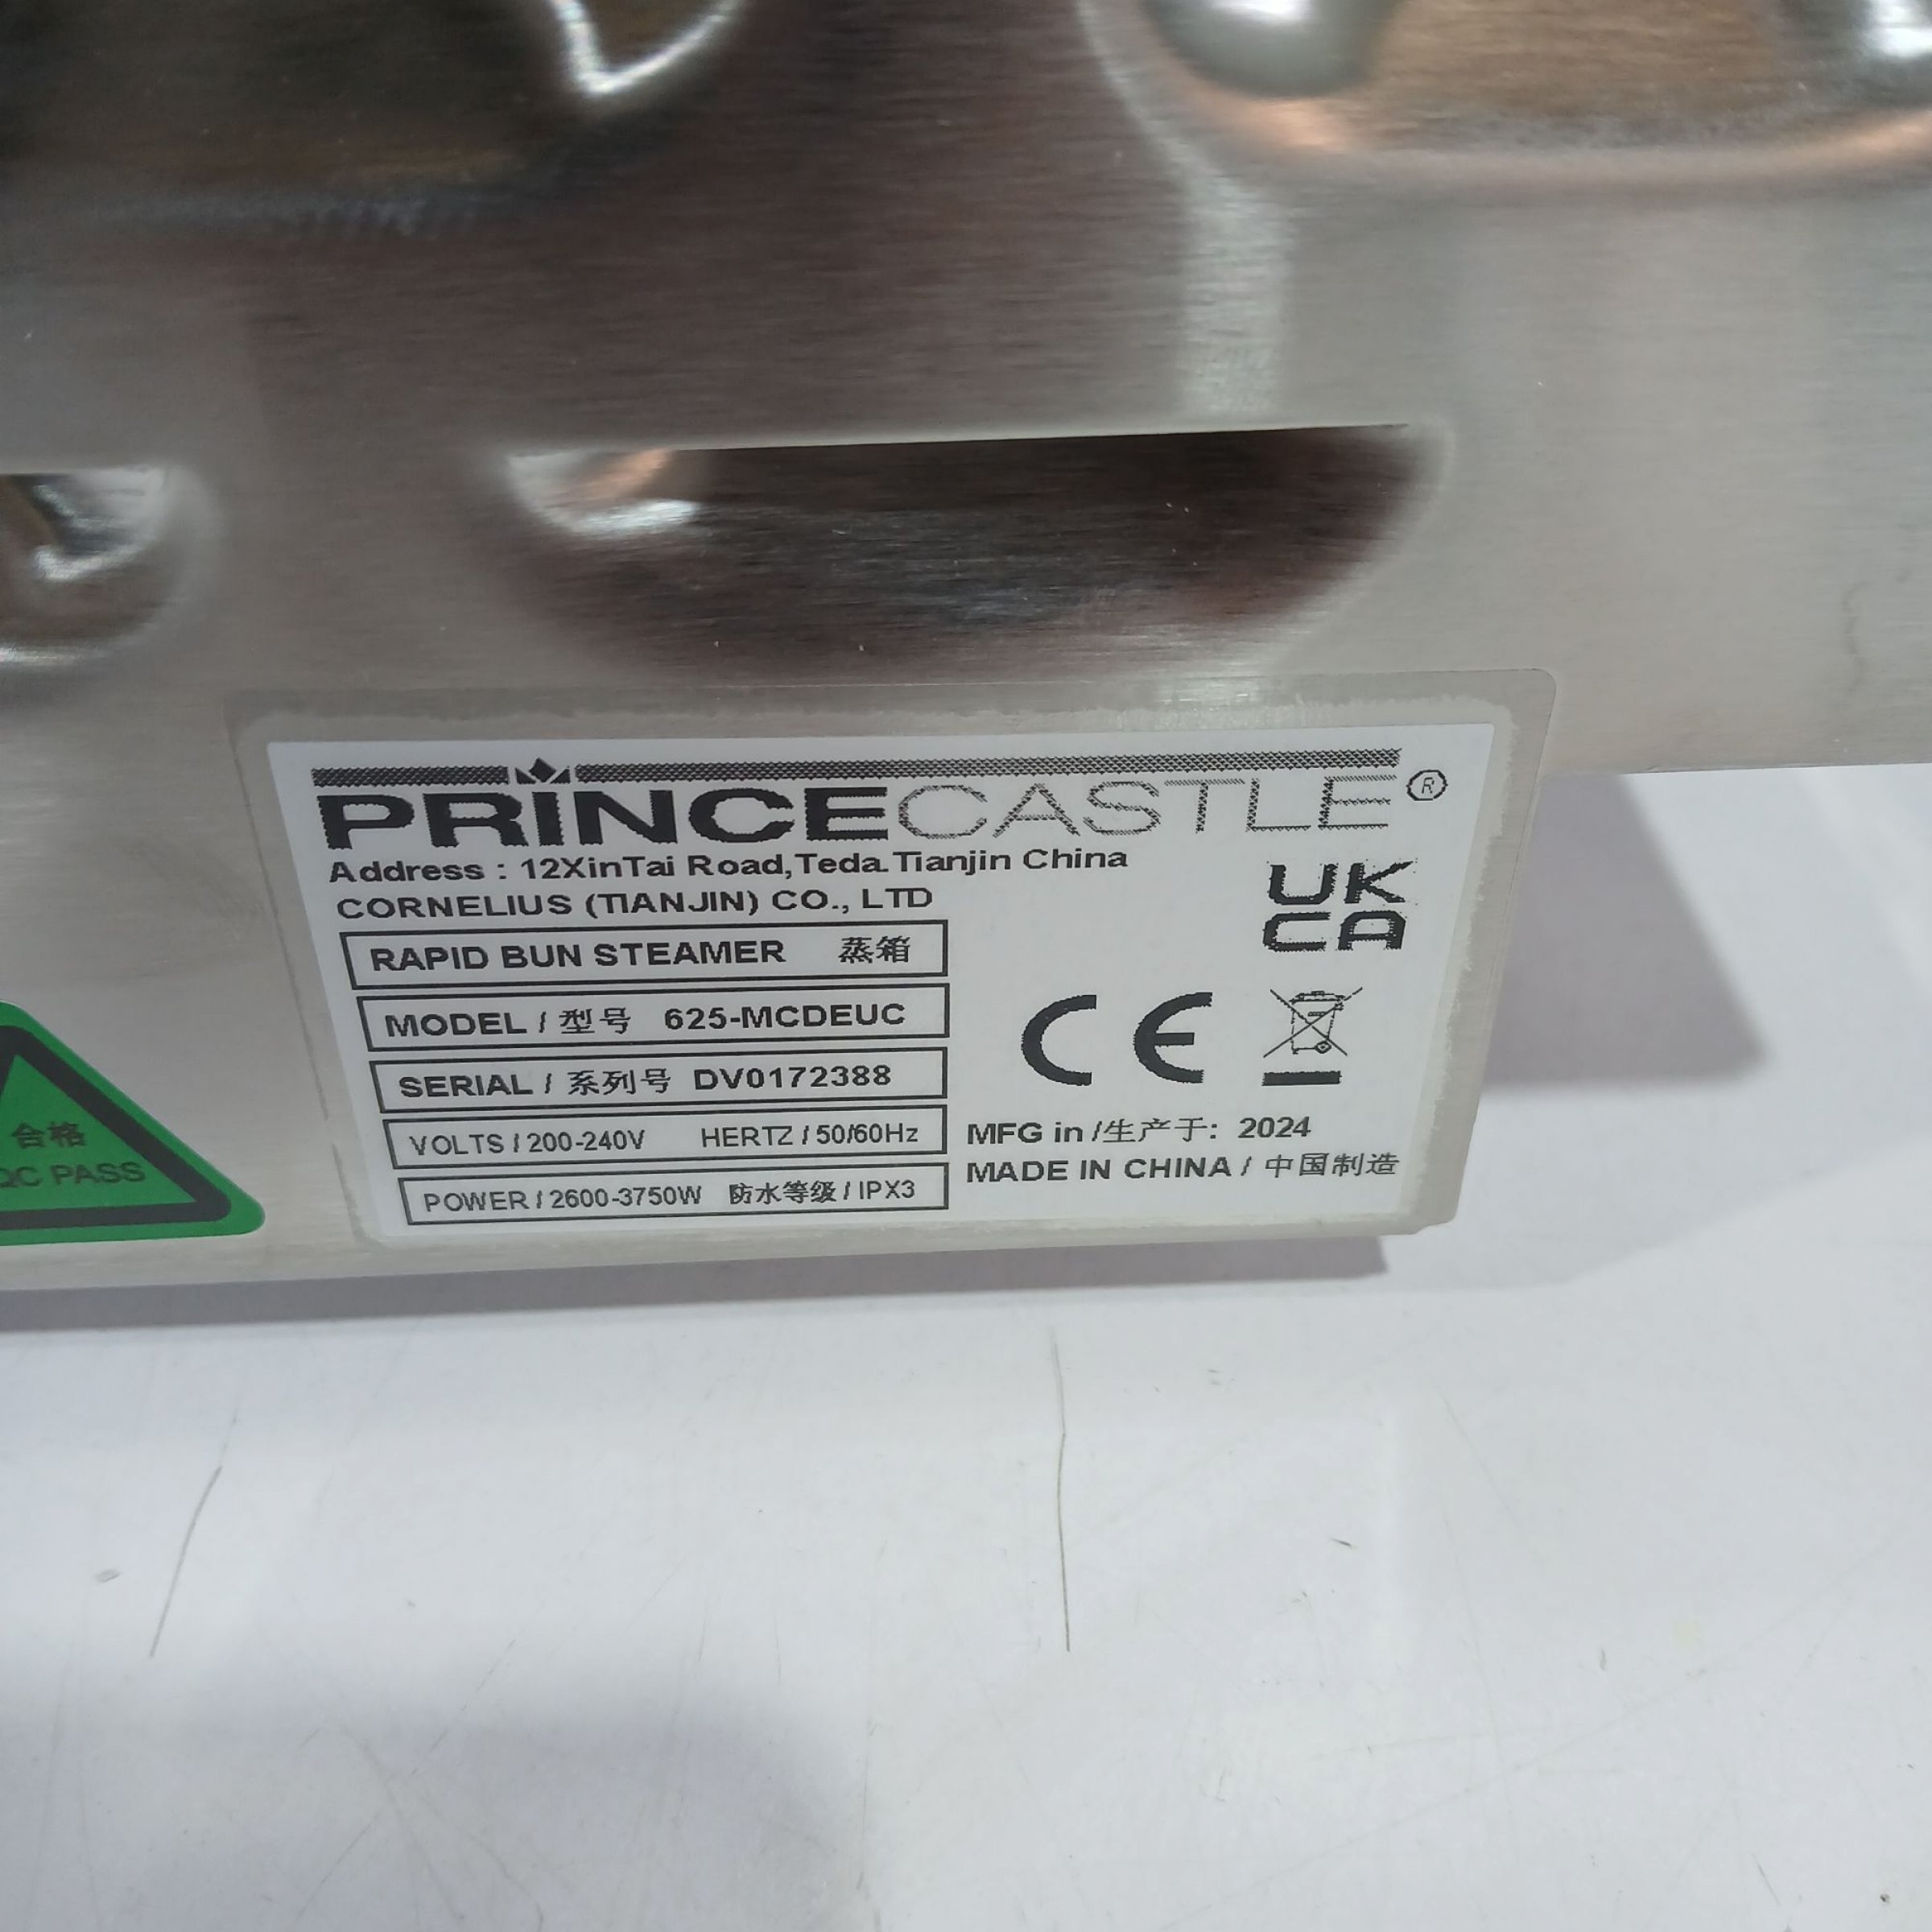 PRINCECASTLE®
Address : 12XinTai Road,Teda.Tianjin China
CORNELIUS (TIANJIN) CO., LTD
UK
CA
RAPID BUN STEAMER 蒸箱
MODEL / 型号 625-MCDEUC
CE
SERIAL / 系列号 DV0172388
VOLTS / 200-240V HERTZ / 50/60Hz
POWER / 2600-3750W 防水等级 / IPX3
MFG in /生产于: 2024
MADE IN CHINA / 中国制造
合格
QC PASS